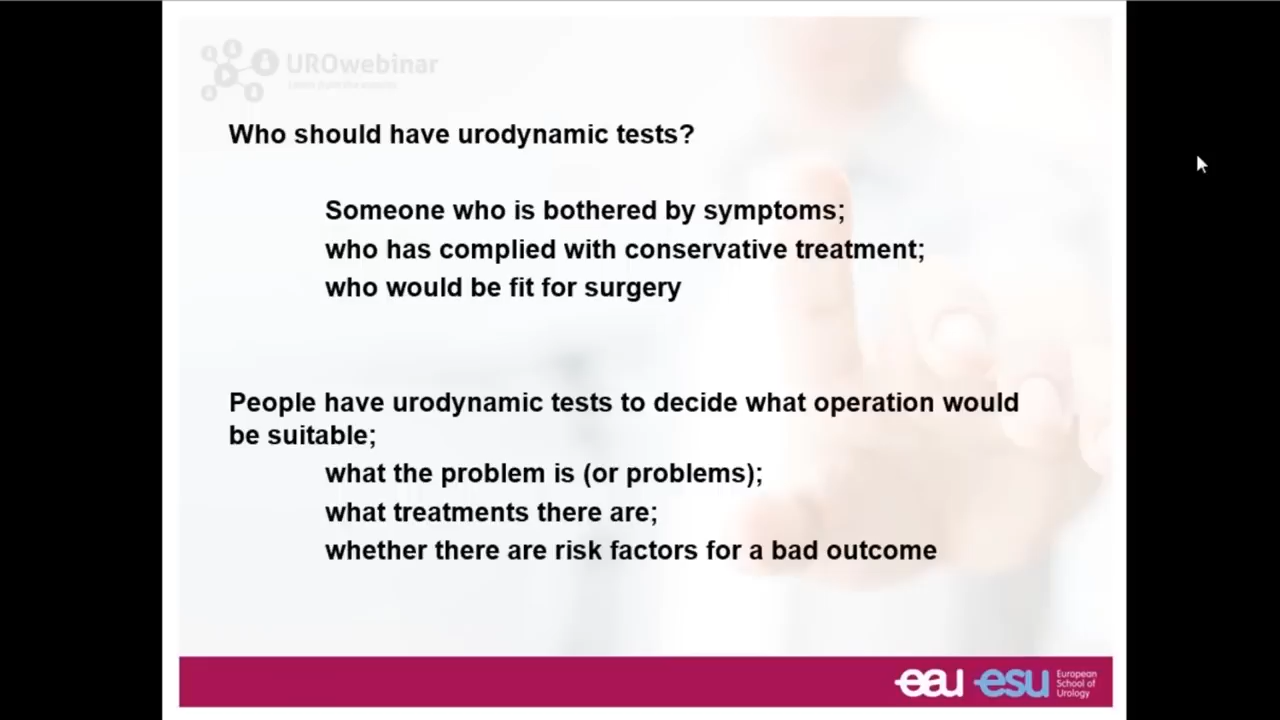 UROwebinar
Who should have urodynamic tests?
Someone who is bothered by symptoms;
who has complied with conservative treatment;
who would be fit for surgery
People have urodynamic tests to decide what operation would
be suitable;
what the problem is (or problems);
what treatments there are;
whether there are risk factors for a bad outcome
eau esu European
School of
Urology